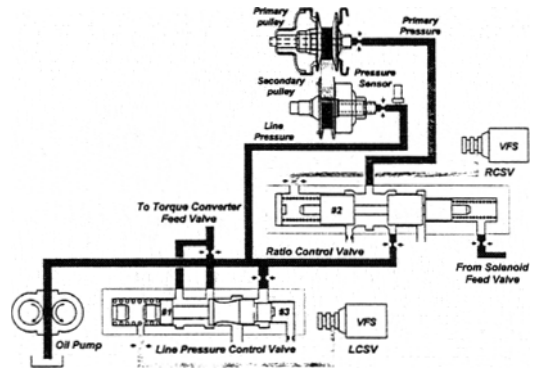 Primary
pulley
Primary
Pressure
Secondary
pulley
Pressure
Sensor
Line
Pressure
VFS
RCSV
To Torque Converter
Feed Valve
#2
Ratio Control Valve
From Solenoid
Feed Valve
#1
#3
VFS
Oil Pump
Line Pressure Control Valve
LCSV